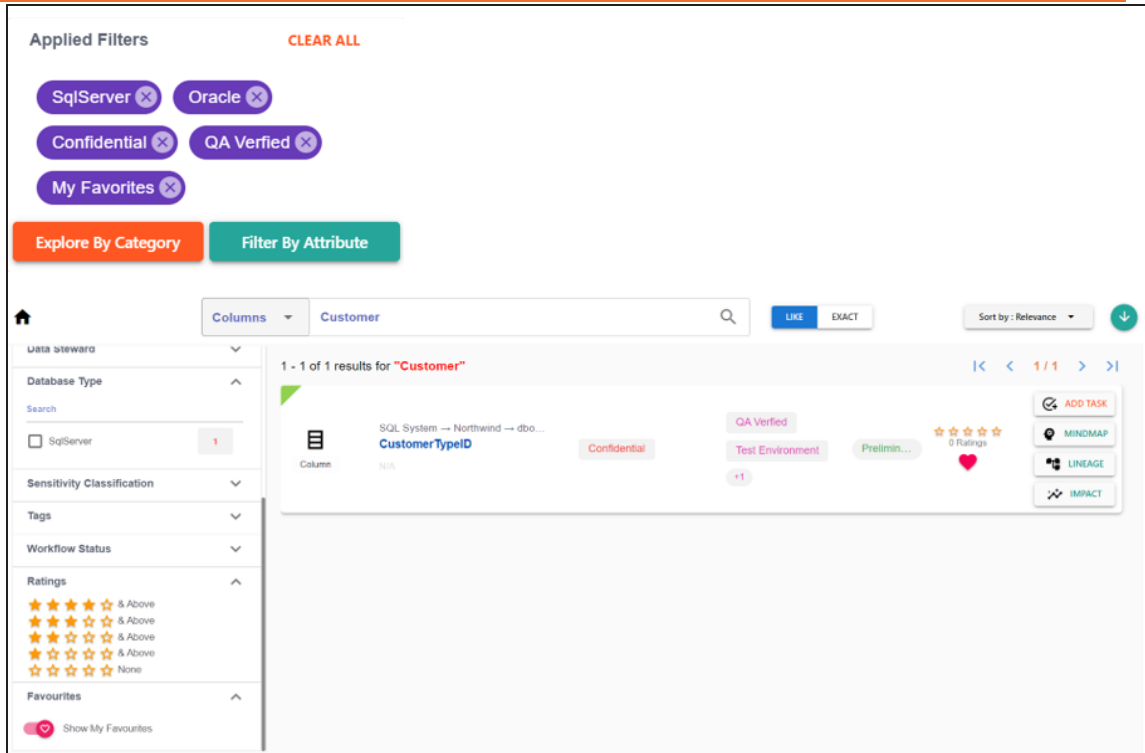 Applied Filters CLEAR ALL
SqlServer Oracle
Confidential QA Verfied
My Favorites
Explore By Category Filter By Attribute
Columns Customer LIKE EXACT Sort by : Relevance
Data Steward
1 - 1 of 1 results for "Customer" 1 / 1
Database Type
Search
SqlServer 1
Sensitivity Classification
Tags
Workflow Status
Ratings
& Above
& Above
& Above
& Above
None
Favourites
Show My Favourites
Column
SQL System → Northwind → dbo...
CustomerTypeID
N/A
Confidential
QA Verfied
Test Environment
+1
Prelimin...
0 Ratings
ADD TASK
MINDMAP
LINEAGE
IMPACT